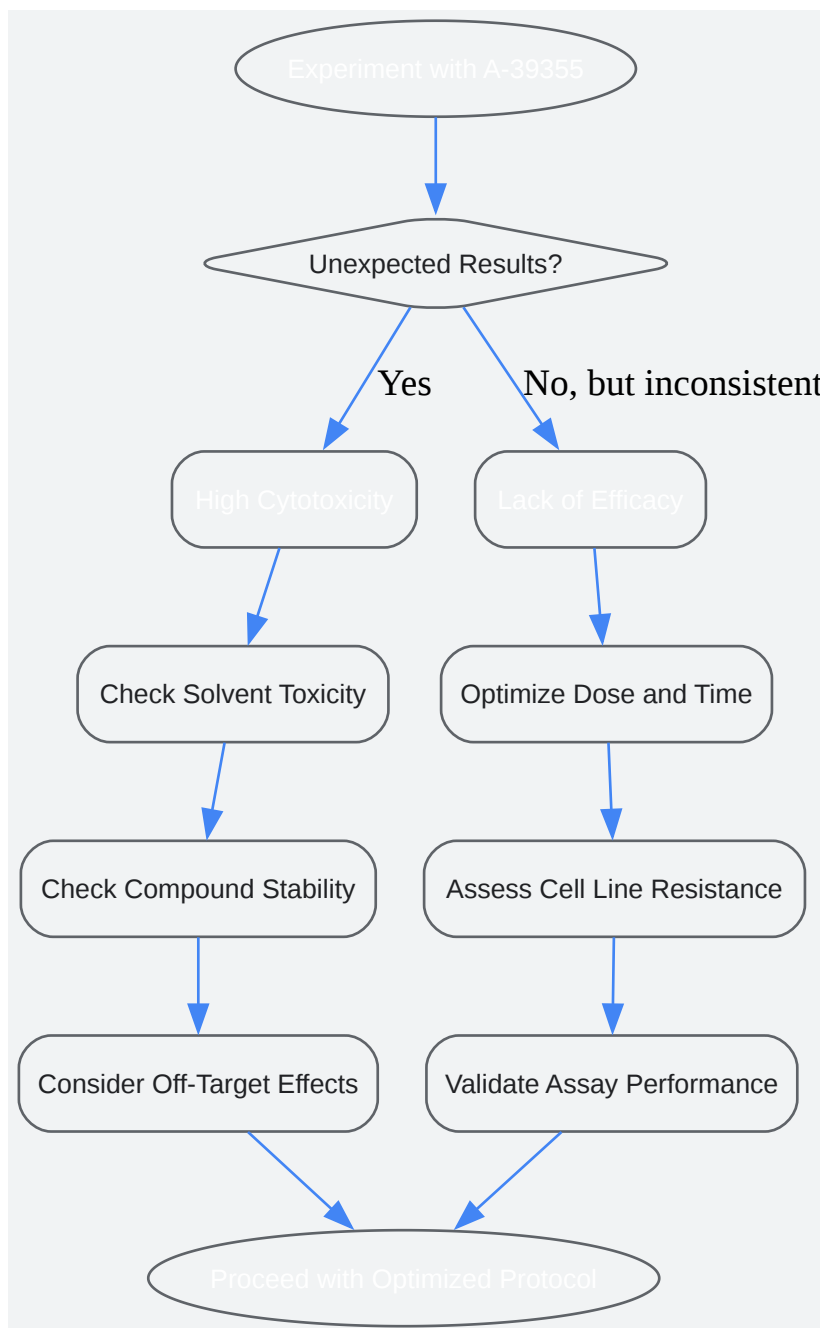 Experiment with A-39355
Unexpected Results?
Yes
No, but inconsistent
High Cytotoxicity
Lack of Efficacy
Check Solvent Toxicity
Optimize Dose and Time
Check Compound Stability
Assess Cell Line Resistance
Consider Off-Target Effects
Validate Assay Performance
Proceed with Optimized Protocol